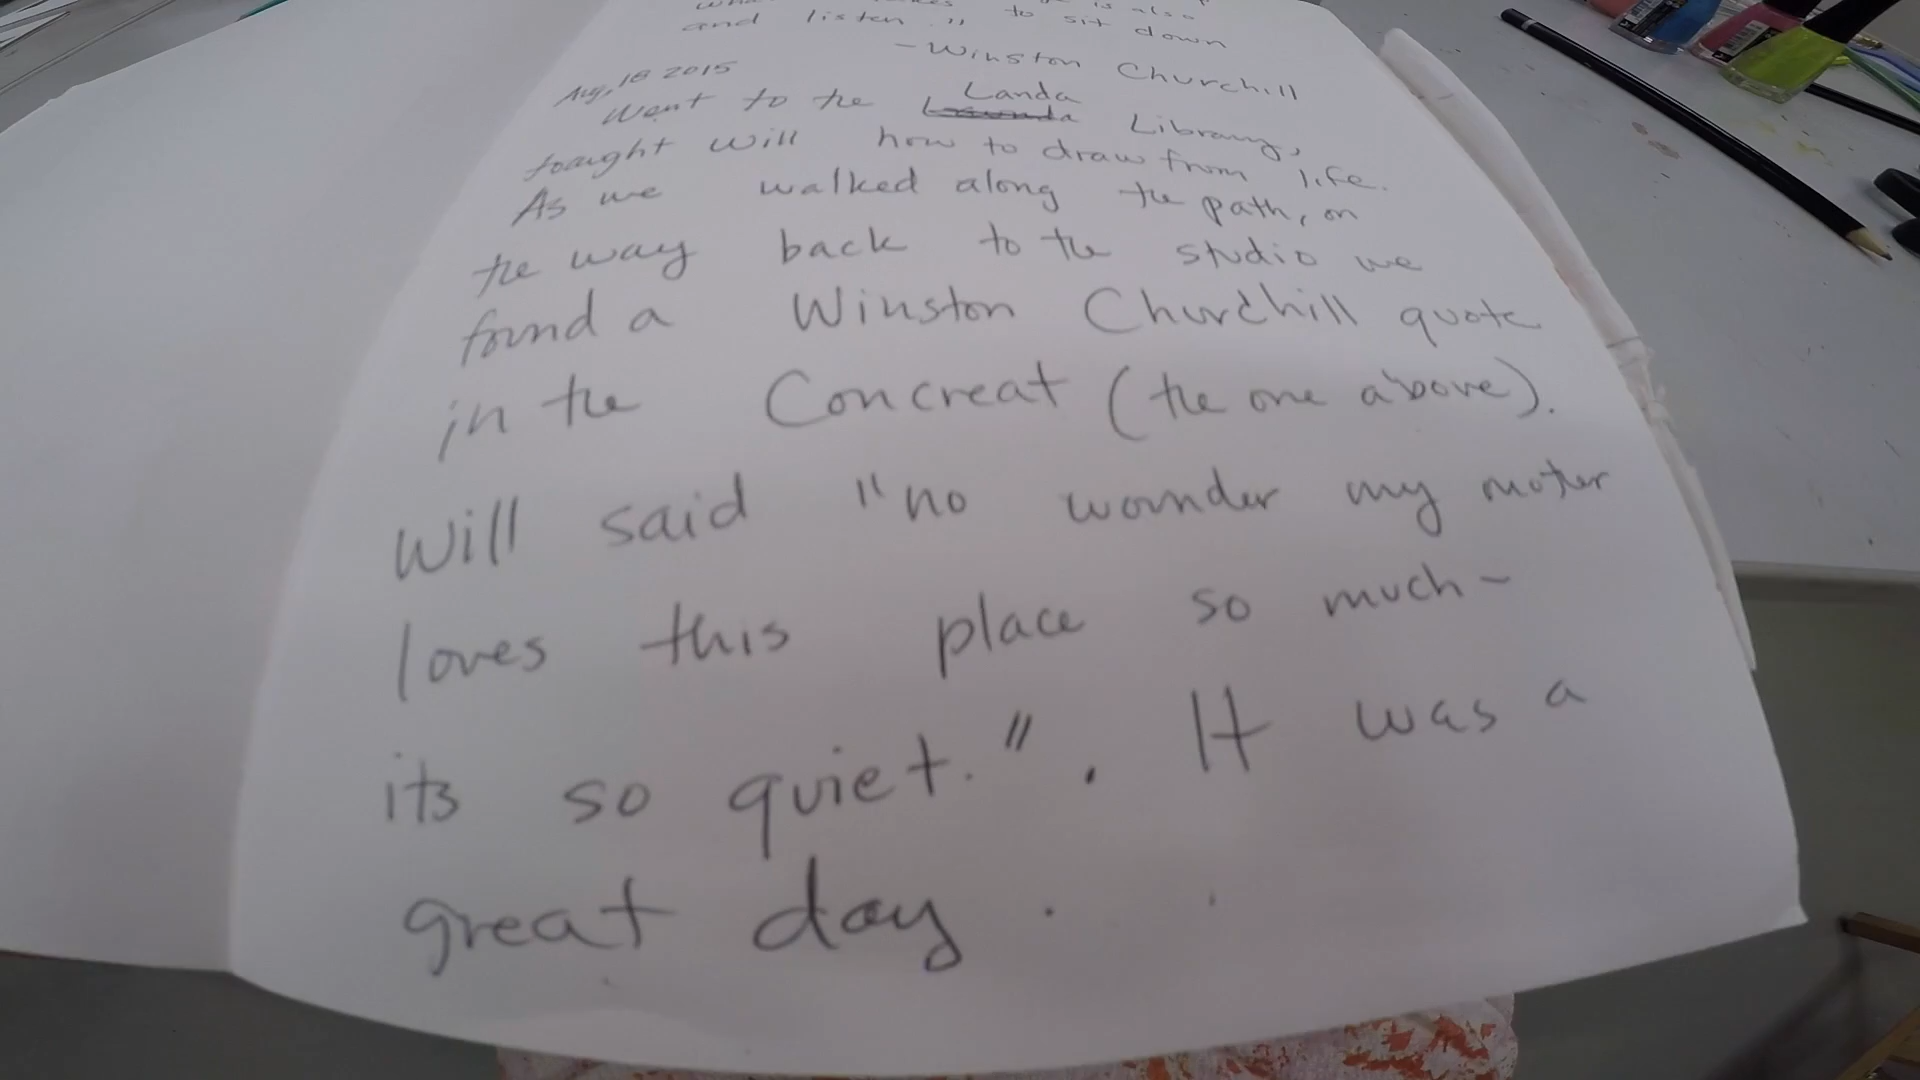 is also
and listen." to sit down
- Winston Churchill
Aug, 18 2015
Went to the Landa Library,
taught Will how to draw from life.
As we walked along the path, on
the way back to the studio we
found a Winston Churchill quote
in the Concreat (the one above).
Will said "no wonder my mother
loves this place so much-
its so quiet.". It was a
great day.